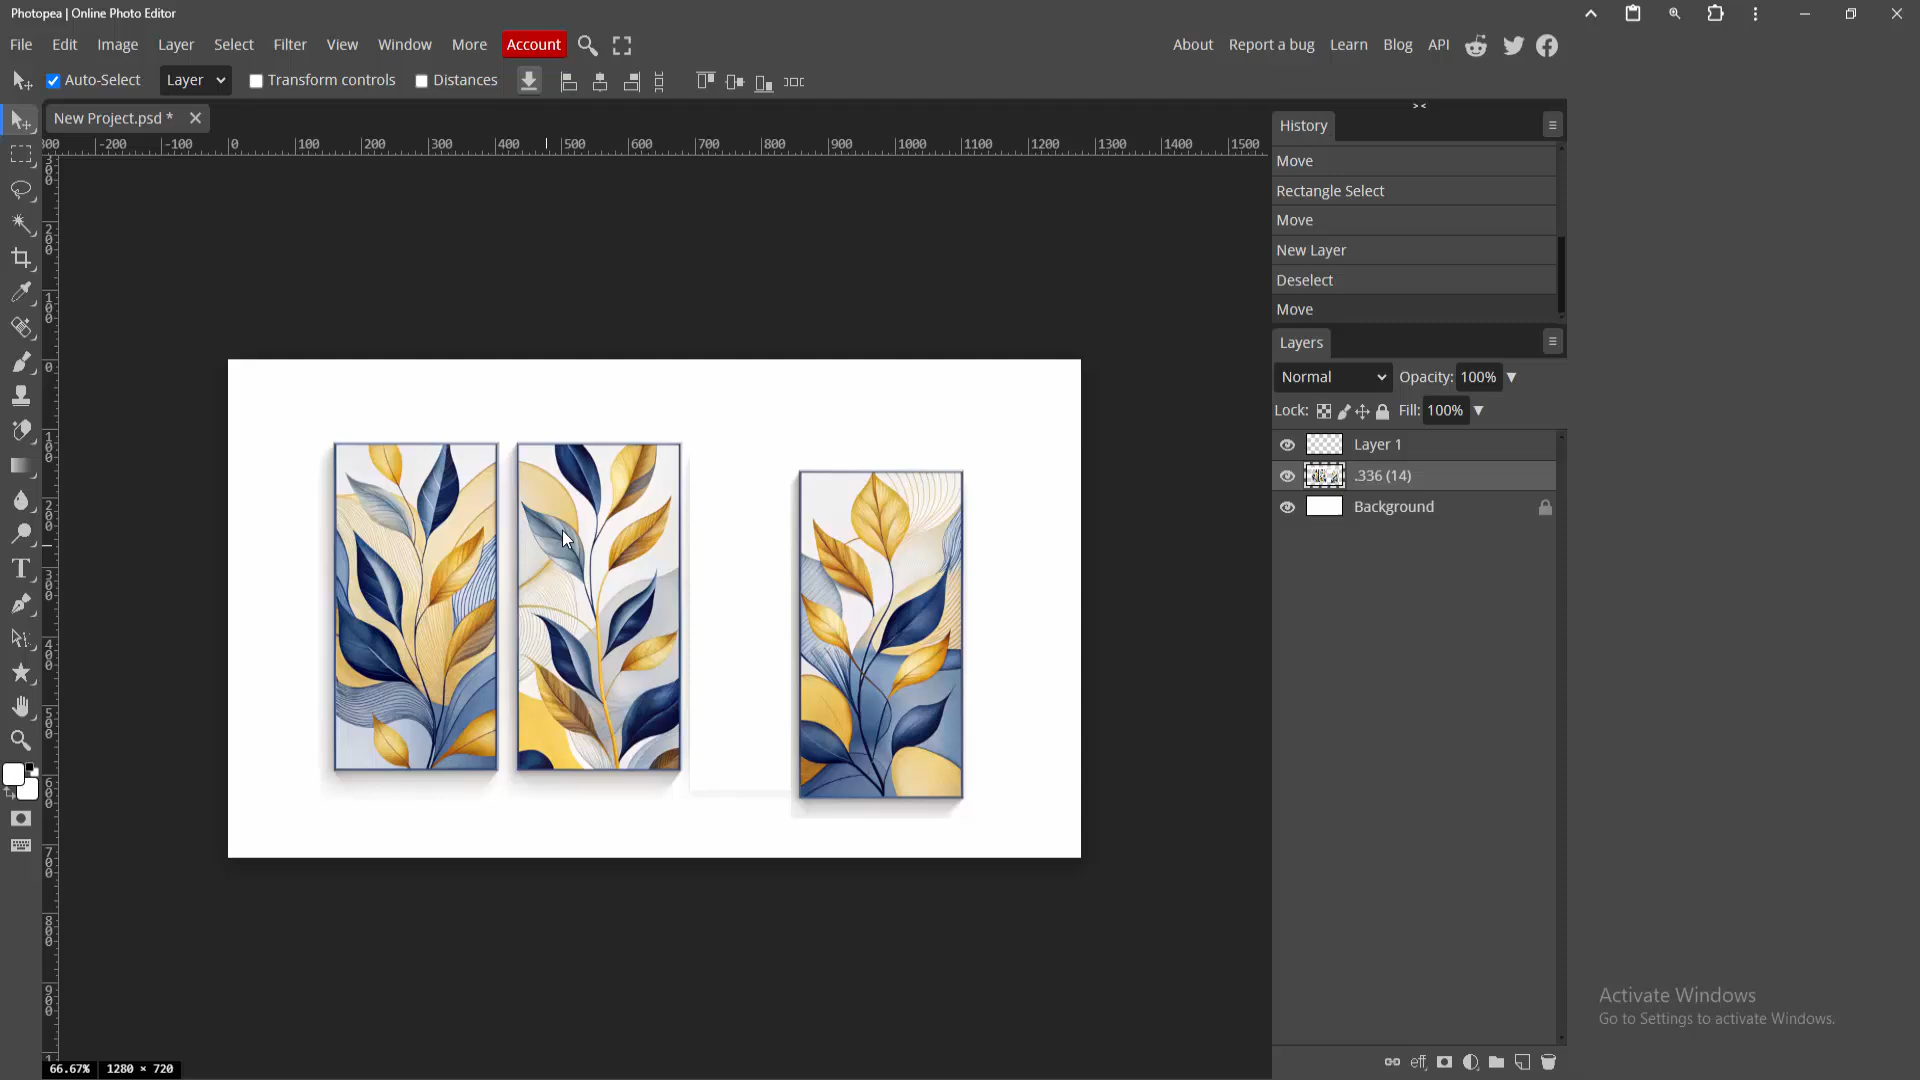 Photopea | Online Photo Editor
File Edit Image Layer Select Filter View Window More Account
About Report a bug Learn Blog API
Auto-Select Layer Transform controls Distances
New Project.psd *
-200 -100 0 100 200 300 400 500 600 700 800 900 1000 1100 1200 1300 1400 1500
History
Move
Rectangle Select
Move
New Layer
Deselect
Move
Layers
Normal Opacity: 100%
Lock: Fill: 100%
Layer 1
.336 (14)
Background
eff
Activate Windows
Go to Settings to activate Windows.
66.67% 1280 × 720